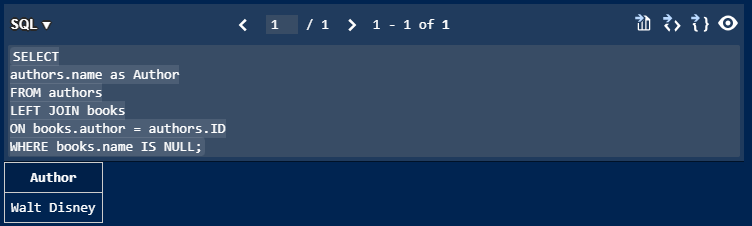 SQL ▼ < 1 / 1 > 1 - 1 of 1
SELECT
authors.name as Author
FROM authors
LEFT JOIN books
ON books.author = authors.ID
WHERE books.name IS NULL;
Author
Walt Disney